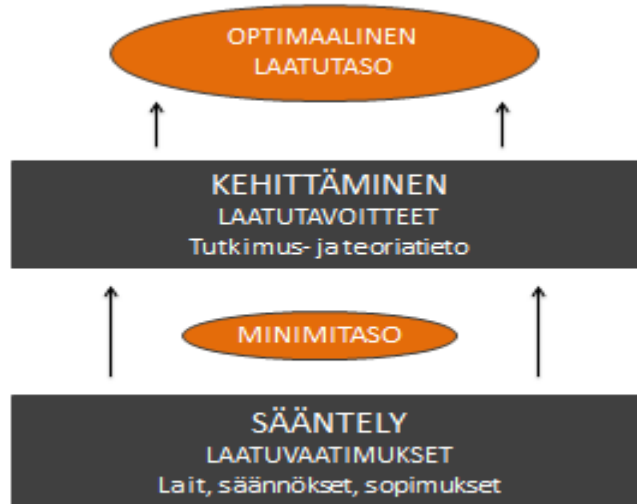 OPTIMAALINEN
LAATUTASO
KEHITTÄMINEN
LAATUTAVOITTEET
Tutkimus- ja teoriatieto
MINIMITASO
SÄÄNTELY
LAATUVAATIMUKSET
Lait, säännökset, sopimukset